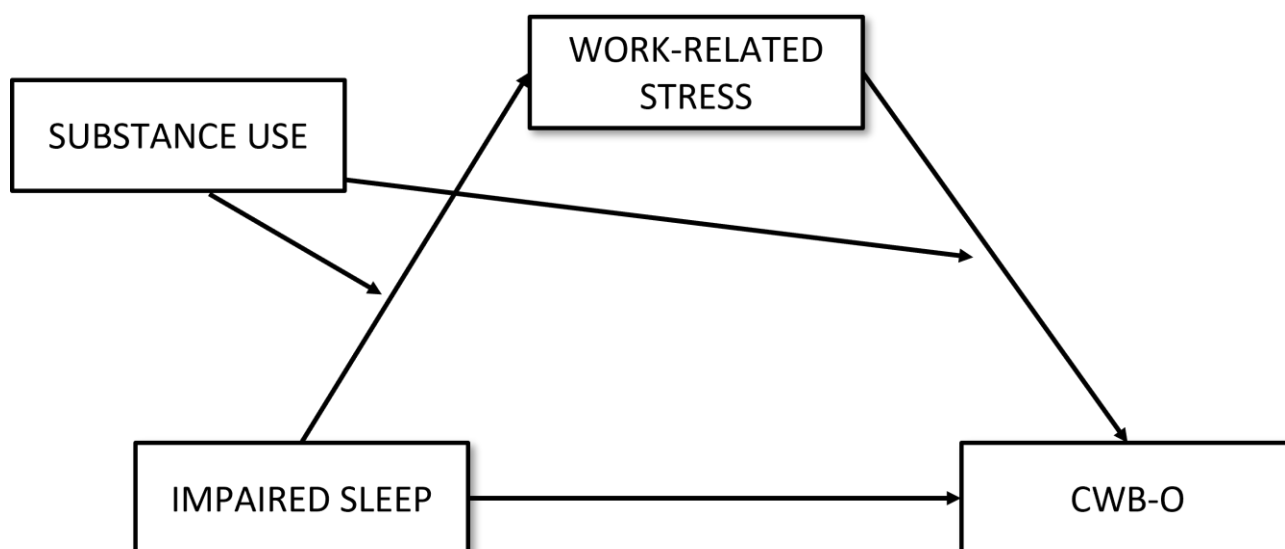 WORK-RELATED
STRESS
SUBSTANCE USE
IMPAIRED SLEEP
CWB-O